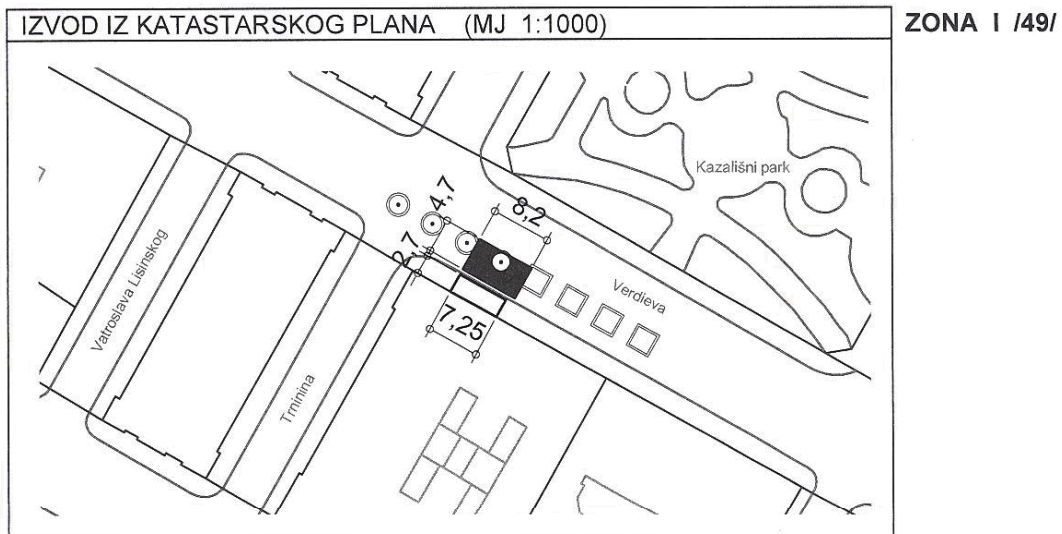 IZVOD IZ KATASTARSKOG PLANA (MJ 1:1000)
ZONA I /49/
Kazališni park
4,7
8,2
2,7
Verdieva
7,25
Vatroslava Lisinskog
Trninina